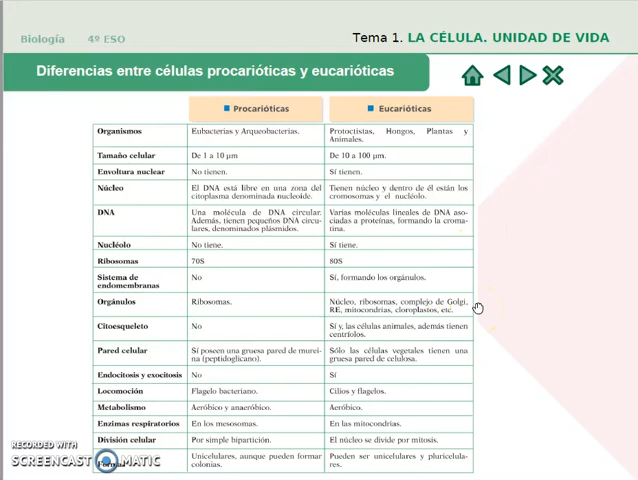 Biología 4º ESO
Tema 1. LA CÉLULA. UNIDAD DE VIDA
Diferencias entre células procarióticas y eucarióticas
Procarióticas Eucarióticas
Organismos Eubacterias y Arqueobacterias. Protoctistas, Hongos, Plantas y
Animales.
Tamaño celular De 1 a 10 µm De 10 a 100 µm.
Envoltura nuclear No tienen. Sí tienen.
Núcleo El DNA está libre en una zona del Tienen núcleo y dentro de él están los
citoplasma denominada nucleoide. cromosomas y el nucléolo.
DNA Una molécula de DNA circular. Varias moléculas lineales de DNA aso-
Además, tienen pequeños DNA circu- ciadas a proteínas, formando la croma-
lares, denominados plásmidos. tina.
Nucléolo No tiene. Sí tiene.
Ribosomas 70S 80S
Sistema de No Sí, formando los orgánulos.
endomembranas
Orgánulos Ribosomas. Núcleo, ribosomas, complejo de Golgi,
RE, mitocondrias, cloroplastos, etc.
Citoesqueleto No Sí y, las células animales, además tienen
centríolos.
Pared celular Sí poseen una gruesa pared de murei- Sólo las células vegetales tienen una
na (peptidoglicano). gruesa pared de celulosa.
Endocitosis y exocitosis No Sí
Locomoción Flagelo bacteriano. Cilios y flagelos.
Metabolismo Aeróbico y anaeróbico. Aeróbico.
Enzimas respiratorios En los mesosomas. En las mitocondrias.
División celular Por simple bipartición. El núcleo se divide por mitosis.
Formas Unicelulares, aunque pueden formar Pueden ser unicelulares y pluricelula-
colonias. res.
RECORDED WITH
SCREENCAST MATIC